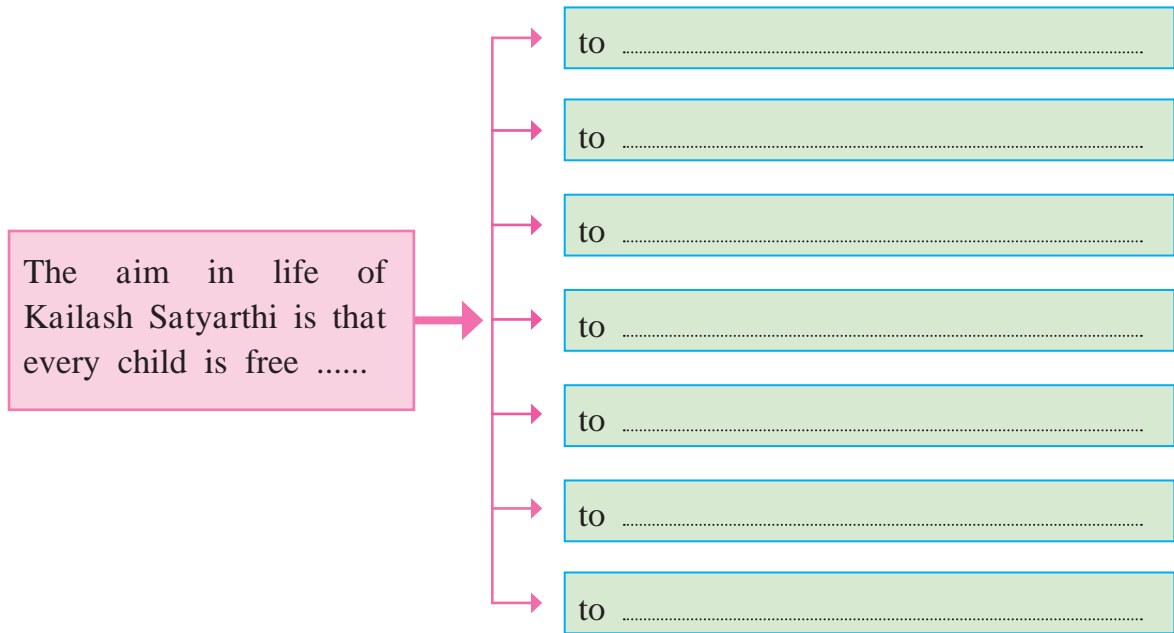 to ..........
to ..........
to ..........
The aim in life of
Kailash Satyarthi is that
every child is free ......
to ..........
to ..........
to ..........
to ..........